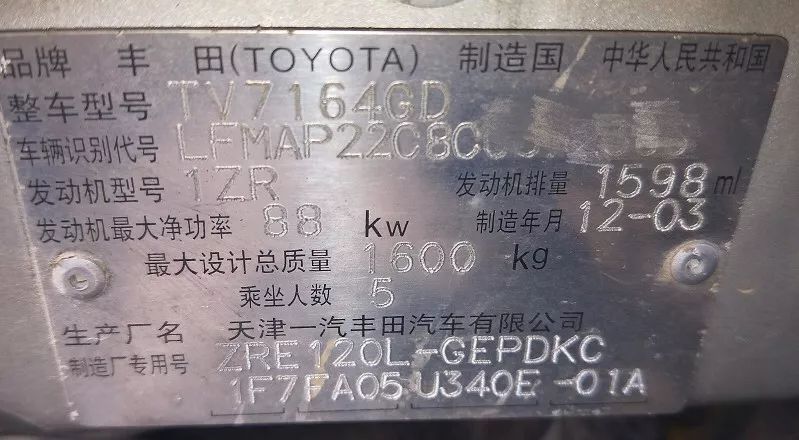 品牌 丰田(TOYOTA) 制造国 中华人民共和国
整车型号 TV7164GD
车辆识别代号 LFMAP22C8C
发动机型号 1ZR 发动机排量 1598 ml
发动机最大净功率 88 kw 制造年月 12-03
最大设计总质量 1600 kg
乘坐人数 5
生产厂名 天津一汽丰田汽车有限公司
制造厂专用号 ZRE120L-GEPDKC
1F7FA05 U340E -01A